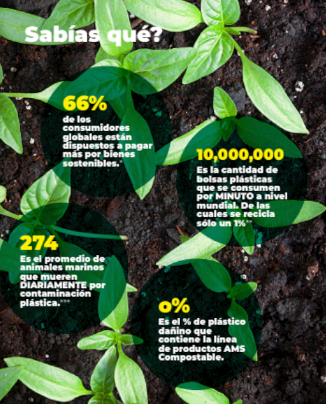 Sabías qué?
66%
de los
consumidores
globales están
dispuestos a pagar
más por bienes
sostenibles.*
10,000,000
Es la cantidad de
bolsas plásticas
que se consumen
por MINUTO a nivel
mundial. De las
cuales se recicla
sólo un 1%**
274
Es el promedio de
animales marinos
que mueren
DIARIAMENTE por
contaminación
plástica.***
0%
Es el % de plástico
dañino que
contiene la línea
de productos AMS
Compostable.